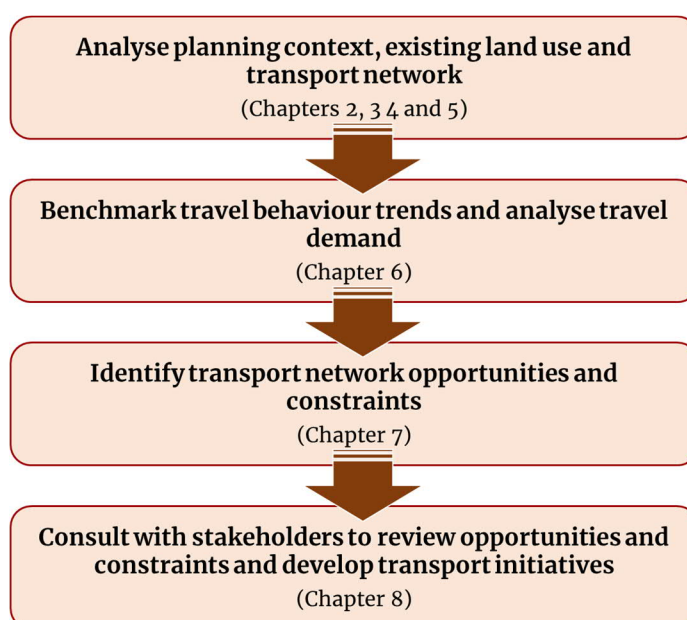 Analyse planning context, existing land use and
transport network
(Chapters 2, 3 4 and 5)
Benchmark travel behaviour trends and analyse travel
demand
(Chapter 6)
Identify transport network opportunities and
constraints
(Chapter 7)
Consult with stakeholders to review opportunities and
constraints and develop transport initiatives
(Chapter 8)